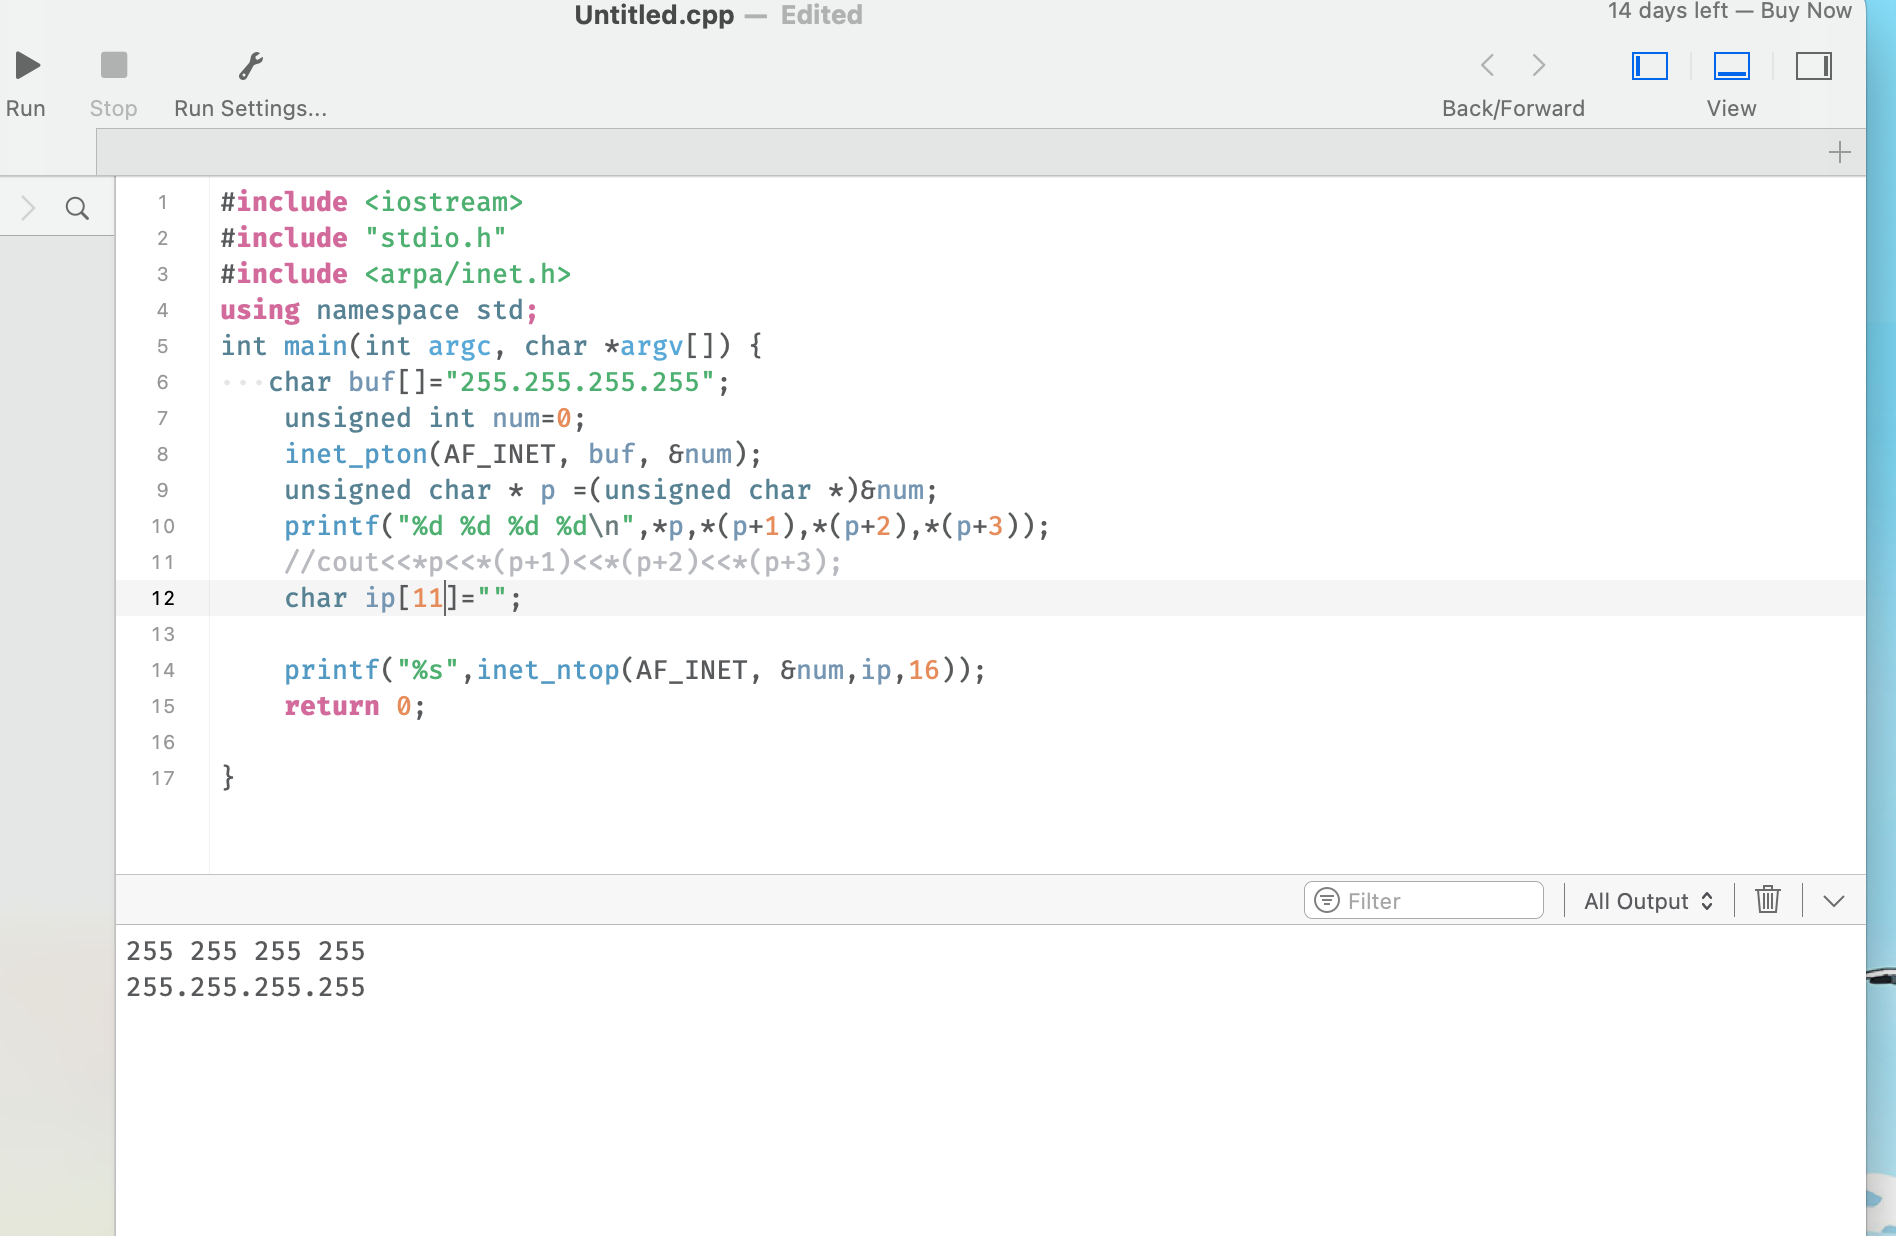 Untitled.cpp — Edited
14 days left — Buy Now
Run
Stop
Run Settings...
Back/Forward
View
1 #include <iostream>
2 #include "stdio.h"
3 #include <arpa/inet.h>
4 using namespace std;
5 int main(int argc, char *argv[]) {
6 ···char buf[]="255.255.255.255";
7     unsigned int num=0;
8     inet_pton(AF_INET, buf, &num);
9     unsigned char * p =(unsigned char *)&num;
10     printf("%d %d %d %d\n",*p,*(p+1),*(p+2),*(p+3));
11     //cout<<*p<<*(p+1)<<*(p+2)<<*(p+3);
12     char ip[11]="";
13
14     printf("%s",inet_ntop(AF_INET, &num,ip,16));
15     return 0;
16
17 }
Filter
All Output
255 255 255 255
255.255.255.255